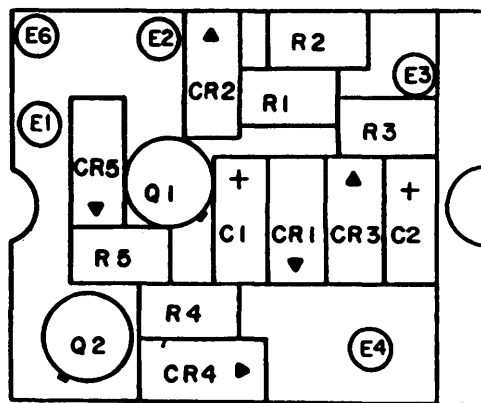 E6 E2 R2
E3
CR2 R1
E1 R3
CR5 Q1 + +
C1 CR1 CR3 C2
R5
R4
Q2 E4
CR4